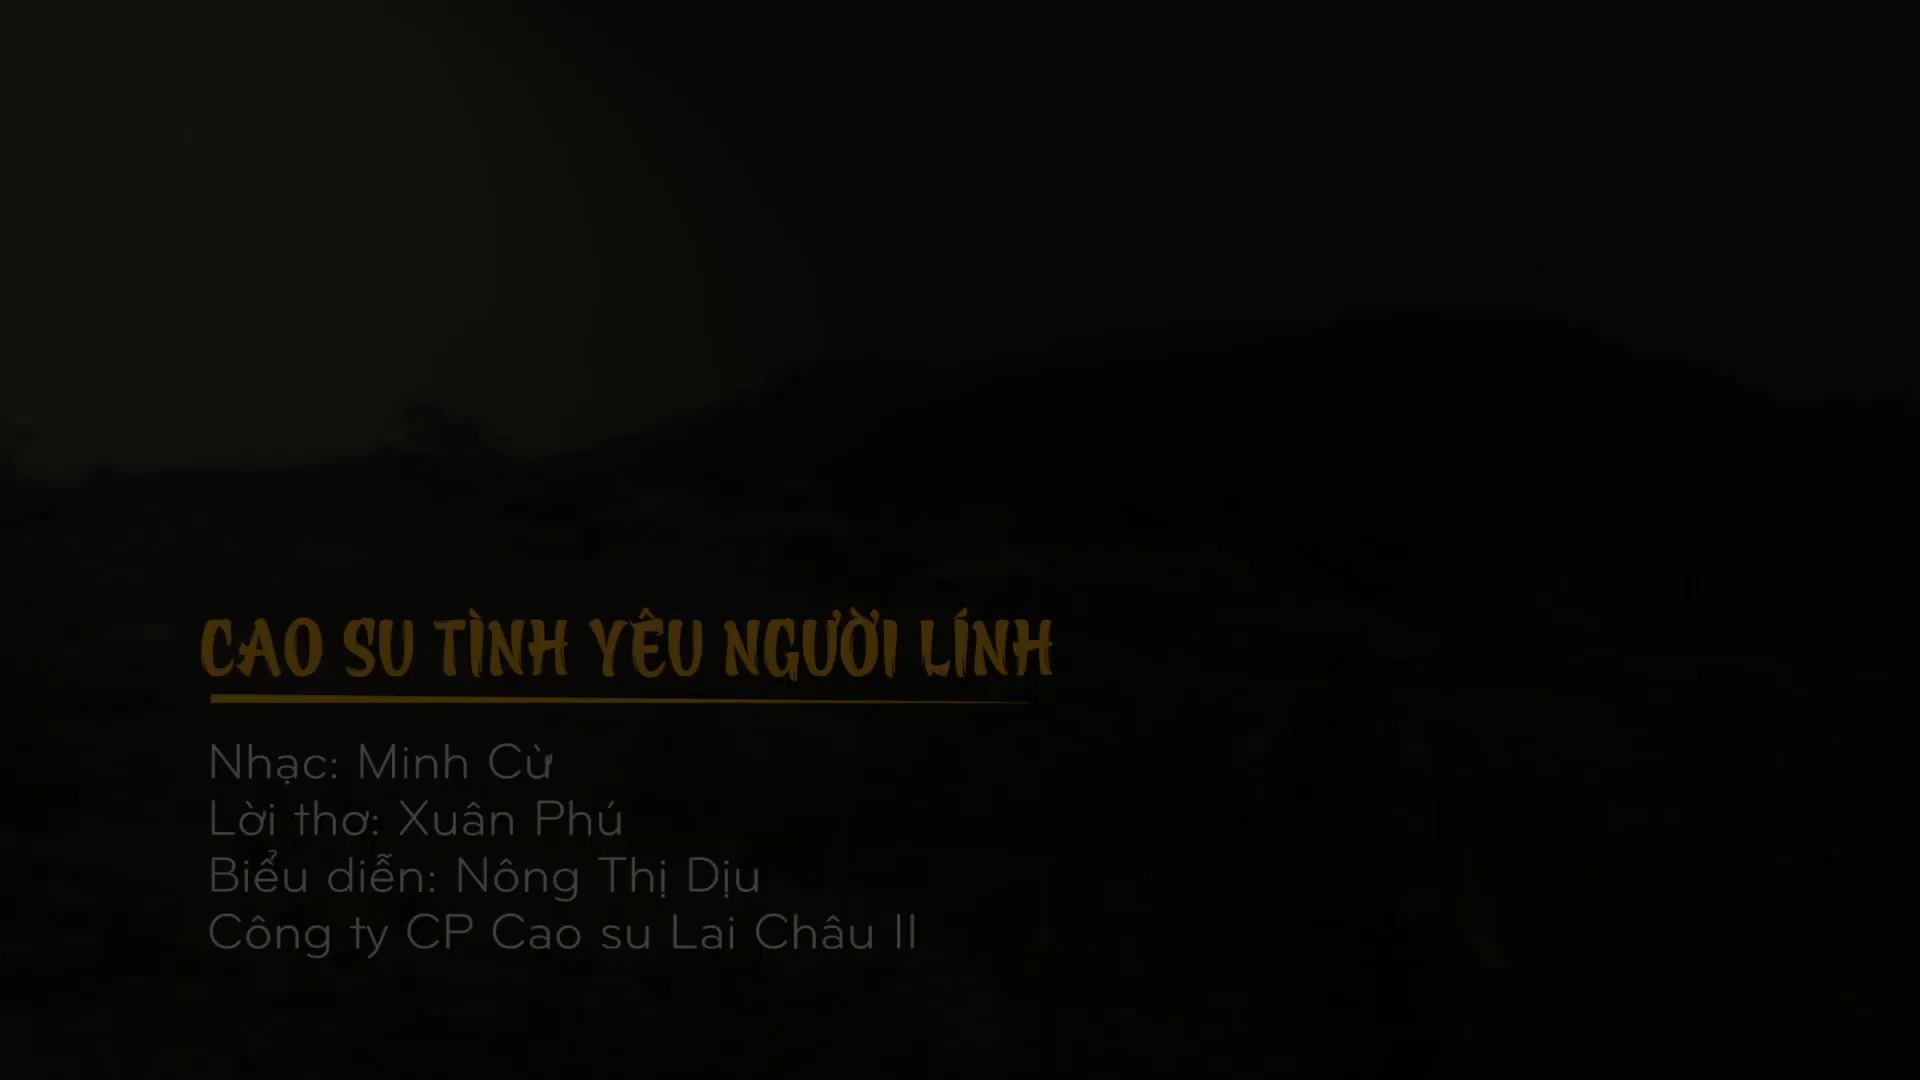 CAO SU TÌNH YÊU NGƯỜI LÍNH
Nhạc: Minh Cừ
Lời thơ: Xuân Phú
Biểu diễn: Nông Thị Dịu
Công ty CP Cao su Lai Châu II